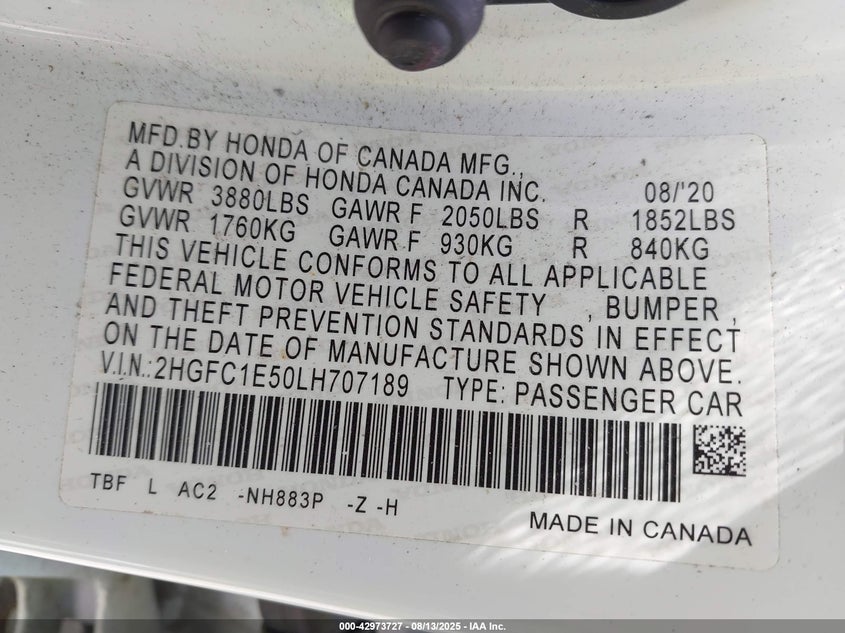 MFD.BY HONDA OF CANADA MFG.,
A DIVISION OF HONDA CANADA INC. 08/'20
GVWR 3880LBS GAWR F 2050LBS R 1852LBS
GVWR 1760KG GAWR F 930KG R 840KG
THIS VEHICLE CONFORMS TO ALL APPLICABLE
FEDERAL MOTOR VEHICLE SAFETY , BUMPER ,
AND THEFT PREVENTION STANDARDS IN EFFECT
ON THE DATE OF MANUFACTURE SHOWN ABOVE.
V.I.N.: 2HGFC1E50LH707189 TYPE: PASSENGER CAR
TBF L AC2 -NH883P -Z -H
MADE IN CANADA
000-42973727 - 08/13/2025 - IAA Inc.